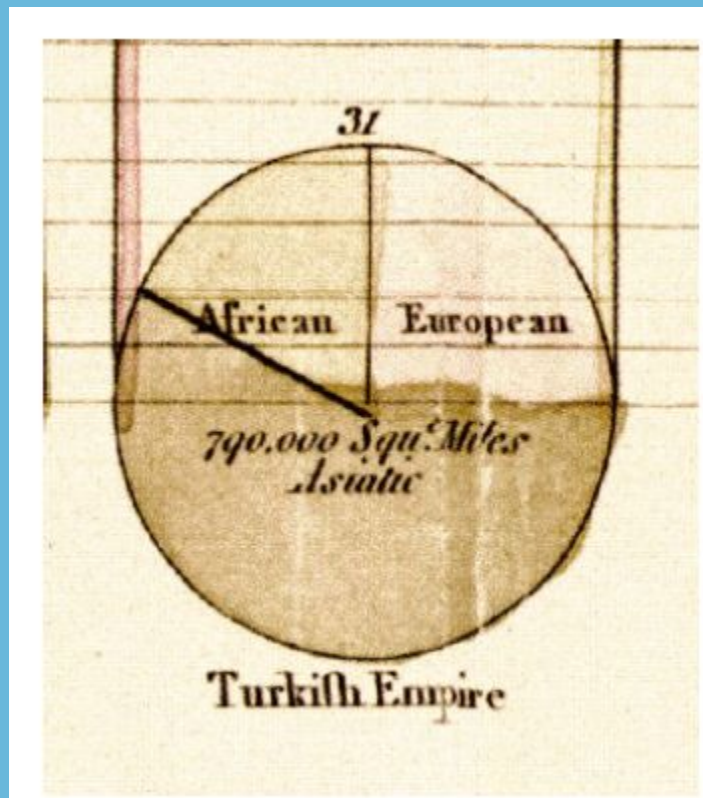 31
African European
790.000 Squ.ᵗ Miles
Asiatic
Turkiſh Empire